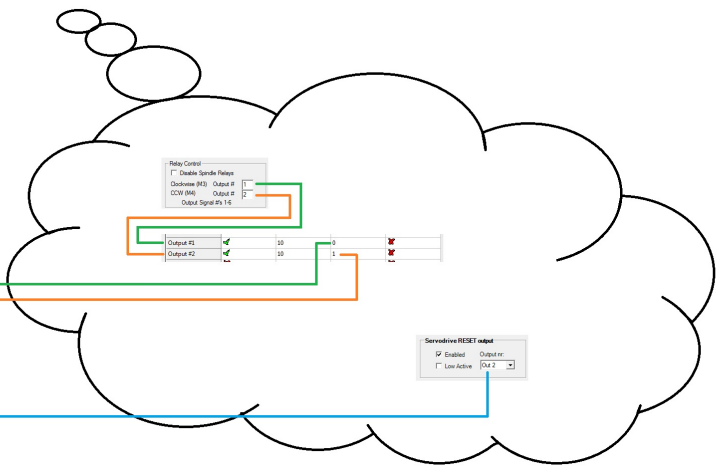 Relay Control
Disable Spindle Relays
Clockwise (M3) Output # 1
CCW (M4) Output # 2
Output Signal #'s 1-6
Output #1 10 0
Output #2 10 1
Servodrive RESET output
Enabled Output nr:
Low Active Out 2